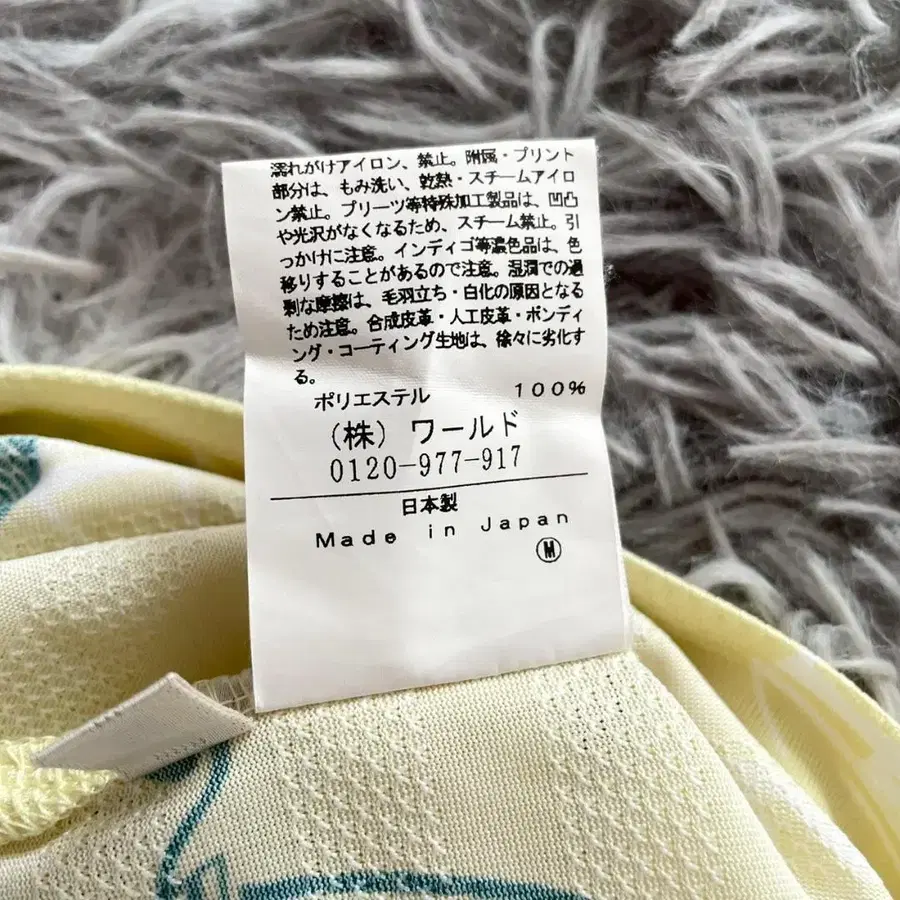 濡れがけアイロン、禁止。附属・プリント
部分は、もみ洗い、乾熱・スチームアイロ
ン禁止。プリーツ等特殊加工製品は、凹凸
や光沢がなくなるため、スチーム禁止。引
っかけに注意。インディゴ等濃色品は、色
移りすることがあるので注意。湿潤での過
剰な摩擦は、毛羽立ち・白化の原因となる
ため注意。合成皮革・人工皮革・ボンディ
ング・コーティング生地は、徐々に劣化す
る。
ポリエステル 100%
(株) ワールド
0120-977-917
日本製
Made in Japan
M